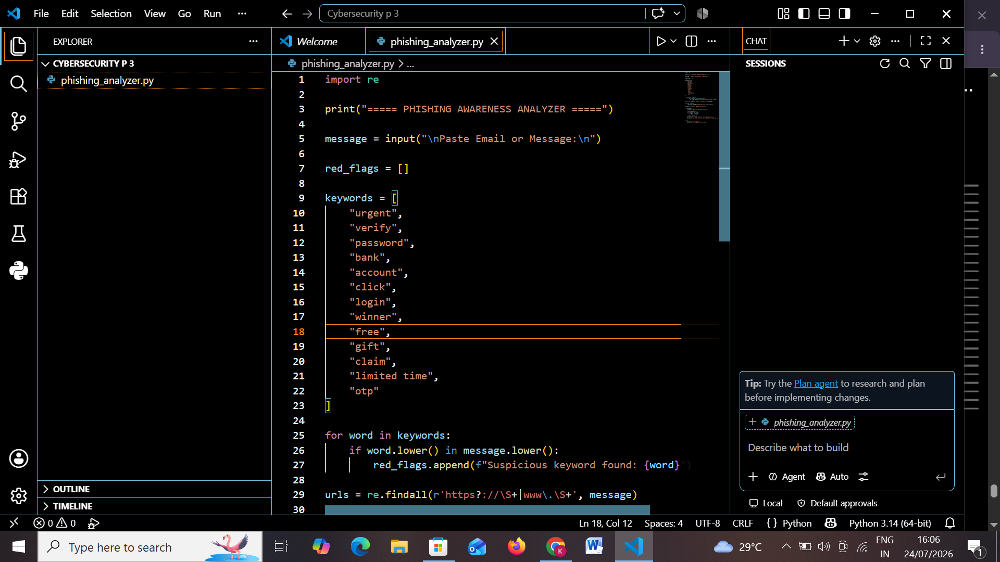 File Edit Selection View Go Run ...
Cybersecurity p 3
EXPLORER
Welcome
phishing_analyzer.py
CHAT
CYBERSECURITY P 3
phishing_analyzer.py
phishing_analyzer.py > ...
SESSIONS
1 import re
2
3 print("===== PHISHING AWARENESS ANALYZER =====")
4
5 message = input("\nPaste Email or Message:\n")
6
7 red_flags = []
8
9 keywords = [
10 "urgent",
11 "verify",
12 "password",
13 "bank",
14 "account",
15 "click",
16 "login",
17 "winner",
18 "free",
19 "gift",
20 "claim",
21 "limited time",
22 "otp"
23 ]
24
25 for word in keywords:
26 if word.lower() in message.lower():
27 red_flags.append(f"Suspicious keyword found: {word}")
28
29 urls = re.findall(r'https?://\S+|www\.\S+', message)
30
Tip: Try the Plan agent to research and plan
before implementing changes.
phishing_analyzer.py
Describe what to build
Agent Auto
Local Default approvals
OUTLINE
TIMELINE
0 0
Ln 18, Col 12 Spaces: 4 UTF-8 CRLF { } Python Python 3.14 (64-bit)
Type here to search
29°C
ENG
IN
16:06
24/07/2026
1